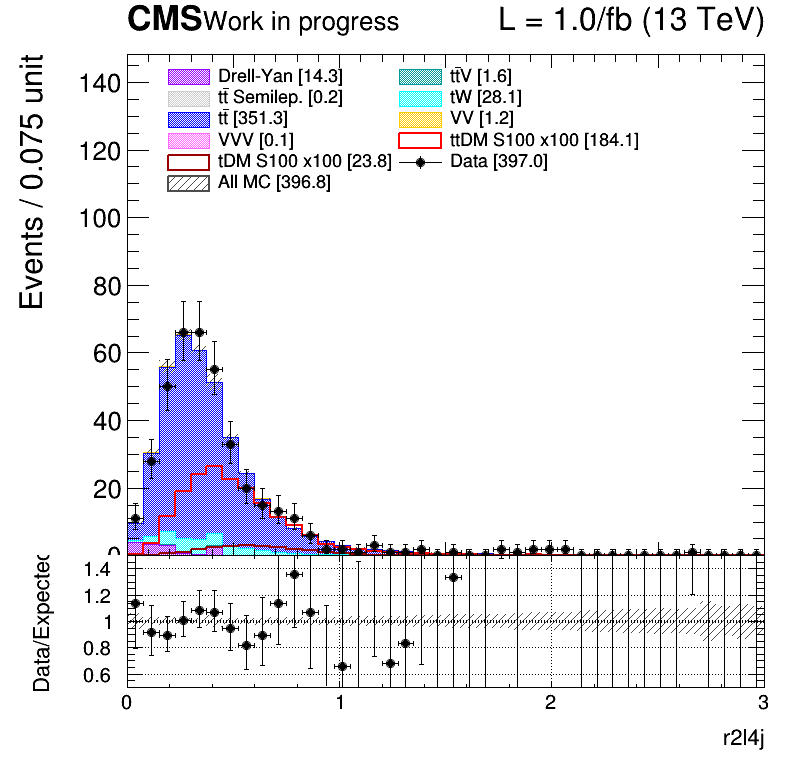 CMS Work in progress L = 1.0/fb (13 TeV)
Events / 0.075 unit
140
120
100
80
60
40
20
0
Drell-Yan [14.3]
tt̄V [1.6]
tt̄ Semilep. [0.2]
tW [28.1]
tt̄ [351.3]
VV [1.2]
VVV [0.1]
ttDM S100 x100 [184.1]
tDM S100 x100 [23.8]
Data [397.0]
All MC [396.8]
Data/Expected
1.4
1.2
1
0.8
0.6
0 1 2 3
r2l4j